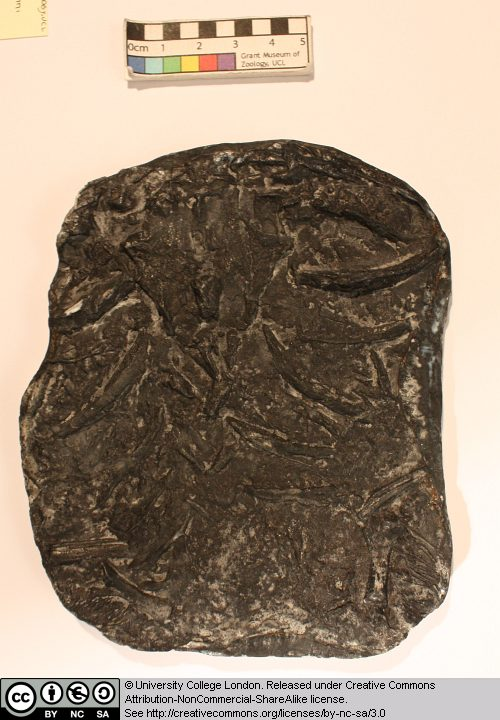 0cm 1 2 3 4 5
Grant Museum of
Zoology, UCL
© University College London. Released under Creative Commons
Attribution-NonCommercial-ShareAlike license.
See http://creativecommons.org/licenses/by-nc-sa/3.0
cc
BY NC SA